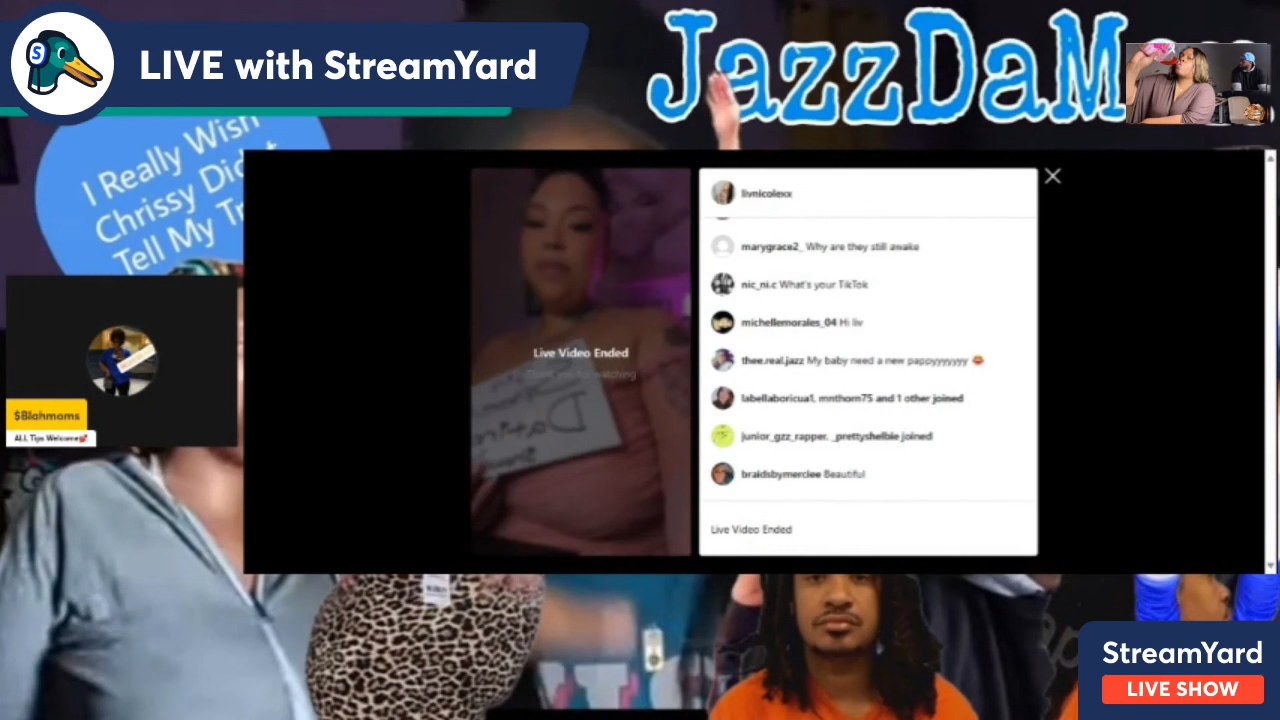 S
LIVE with StreamYard
JazzDaM
I Really Wish
Chrissy
Tell My
livnicolexx
marygrace2_ Why are they still awake
nic_ni.c What's your TikTok
michellemorales_04 Hi liv
thee.real.jazz My baby need a new pappyyyyyyy
labellaboricua1, mnthorn75 and 1 other joined
junior_gzz_rapper, _prettyshelbie joined
braidsbymerciee Beautiful
Live Video Ended
Live Video Ended
watching
$Blahmoms
ALL Tips Welcome
StreamYard
LIVE SHOW